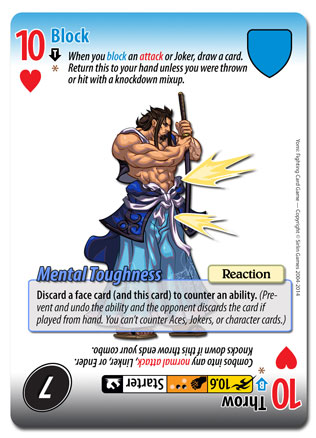 10
Block
When you block an attack or Joker, draw a card.
* Return this to your hand unless you were thrown
or hit with a knockdown mixup.
Yomi Fighting Card Game — Copyright © Sirlin Games 2004-2014
Mental Toughness
Reaction
Discard a face card (and this card) to counter an ability. (Pre-
vent and undo the ability and the opponent discards the card if
played from hand. You can't counter Aces, Jokers, or character cards.)
10
Throw
10.6
Starter
7
Combos into any normal attack, Linker, or Ender.
* Knocks down if this throw ends your combo.